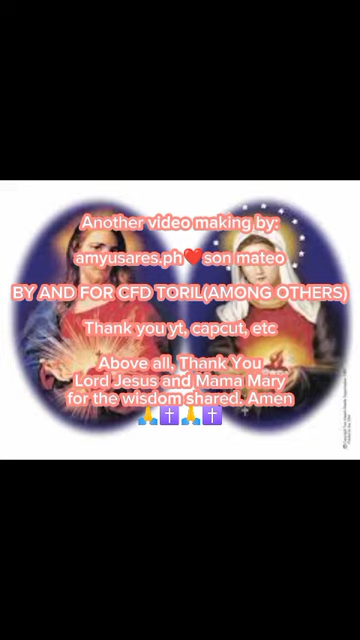 Another video making by:
amyusares.ph❤️son mateo
BY AND FOR CFD TORIL(AMONG OTHERS)
Thank you yt, capcut, etc
Above all, Thank You
Lord Jesus and Mama Mary
for the wisdom shared. Amen
🙏✝️🙏✝️